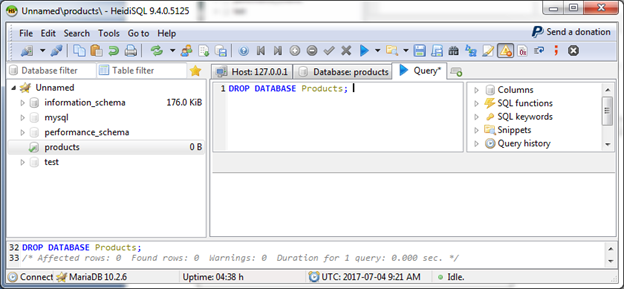 Unnamed\products\ - HeidiSQL 9.4.0.5125
File Edit Search Tools Go to Help
Send a donation
Database filter Table filter
Host: 127.0.0.1 Database: products Query*
Unnamed
information_schema 176.0 KiB
mysql
performance_schema
products 0 B
test
1 DROP DATABASE Products;
Columns
SQL functions
SQL keywords
Snippets
Query history
32 DROP DATABASE Products;
33 /* Affected rows: 0 Found rows: 0 Warnings: 0 Duration for 1 query: 0.000 sec. */
Connect MariaDB 10.2.6 Uptime: 04:38 h UTC: 2017-07-04 9:21 AM Idle.